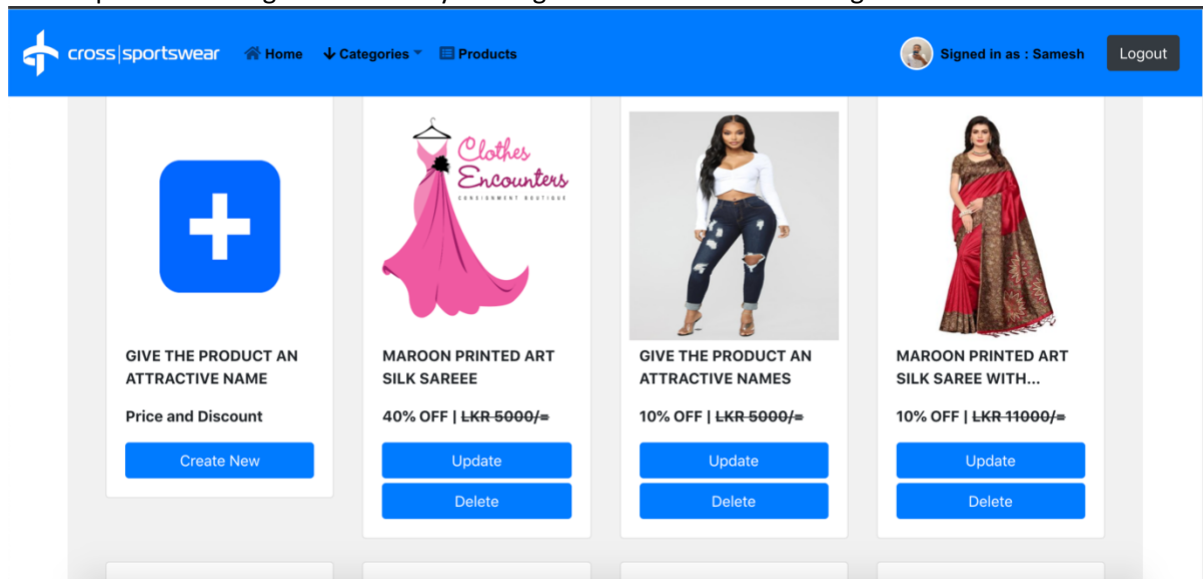 cross|sportswear Home Categories Products Signed in as : Samesh Logout
Clothes
Encounters
CONSIGNMENT BOUTIQUE
GIVE THE PRODUCT AN
ATTRACTIVE NAME
Price and Discount
Create New
MAROON PRINTED ART
SILK SAREEE
40% OFF | LKR 5000/=
Update
Delete
GIVE THE PRODUCT AN
ATTRACTIVE NAMES
10% OFF | LKR 5000/=
Update
Delete
MAROON PRINTED ART
SILK SAREE WITH...
10% OFF | LKR 11000/=
Update
Delete